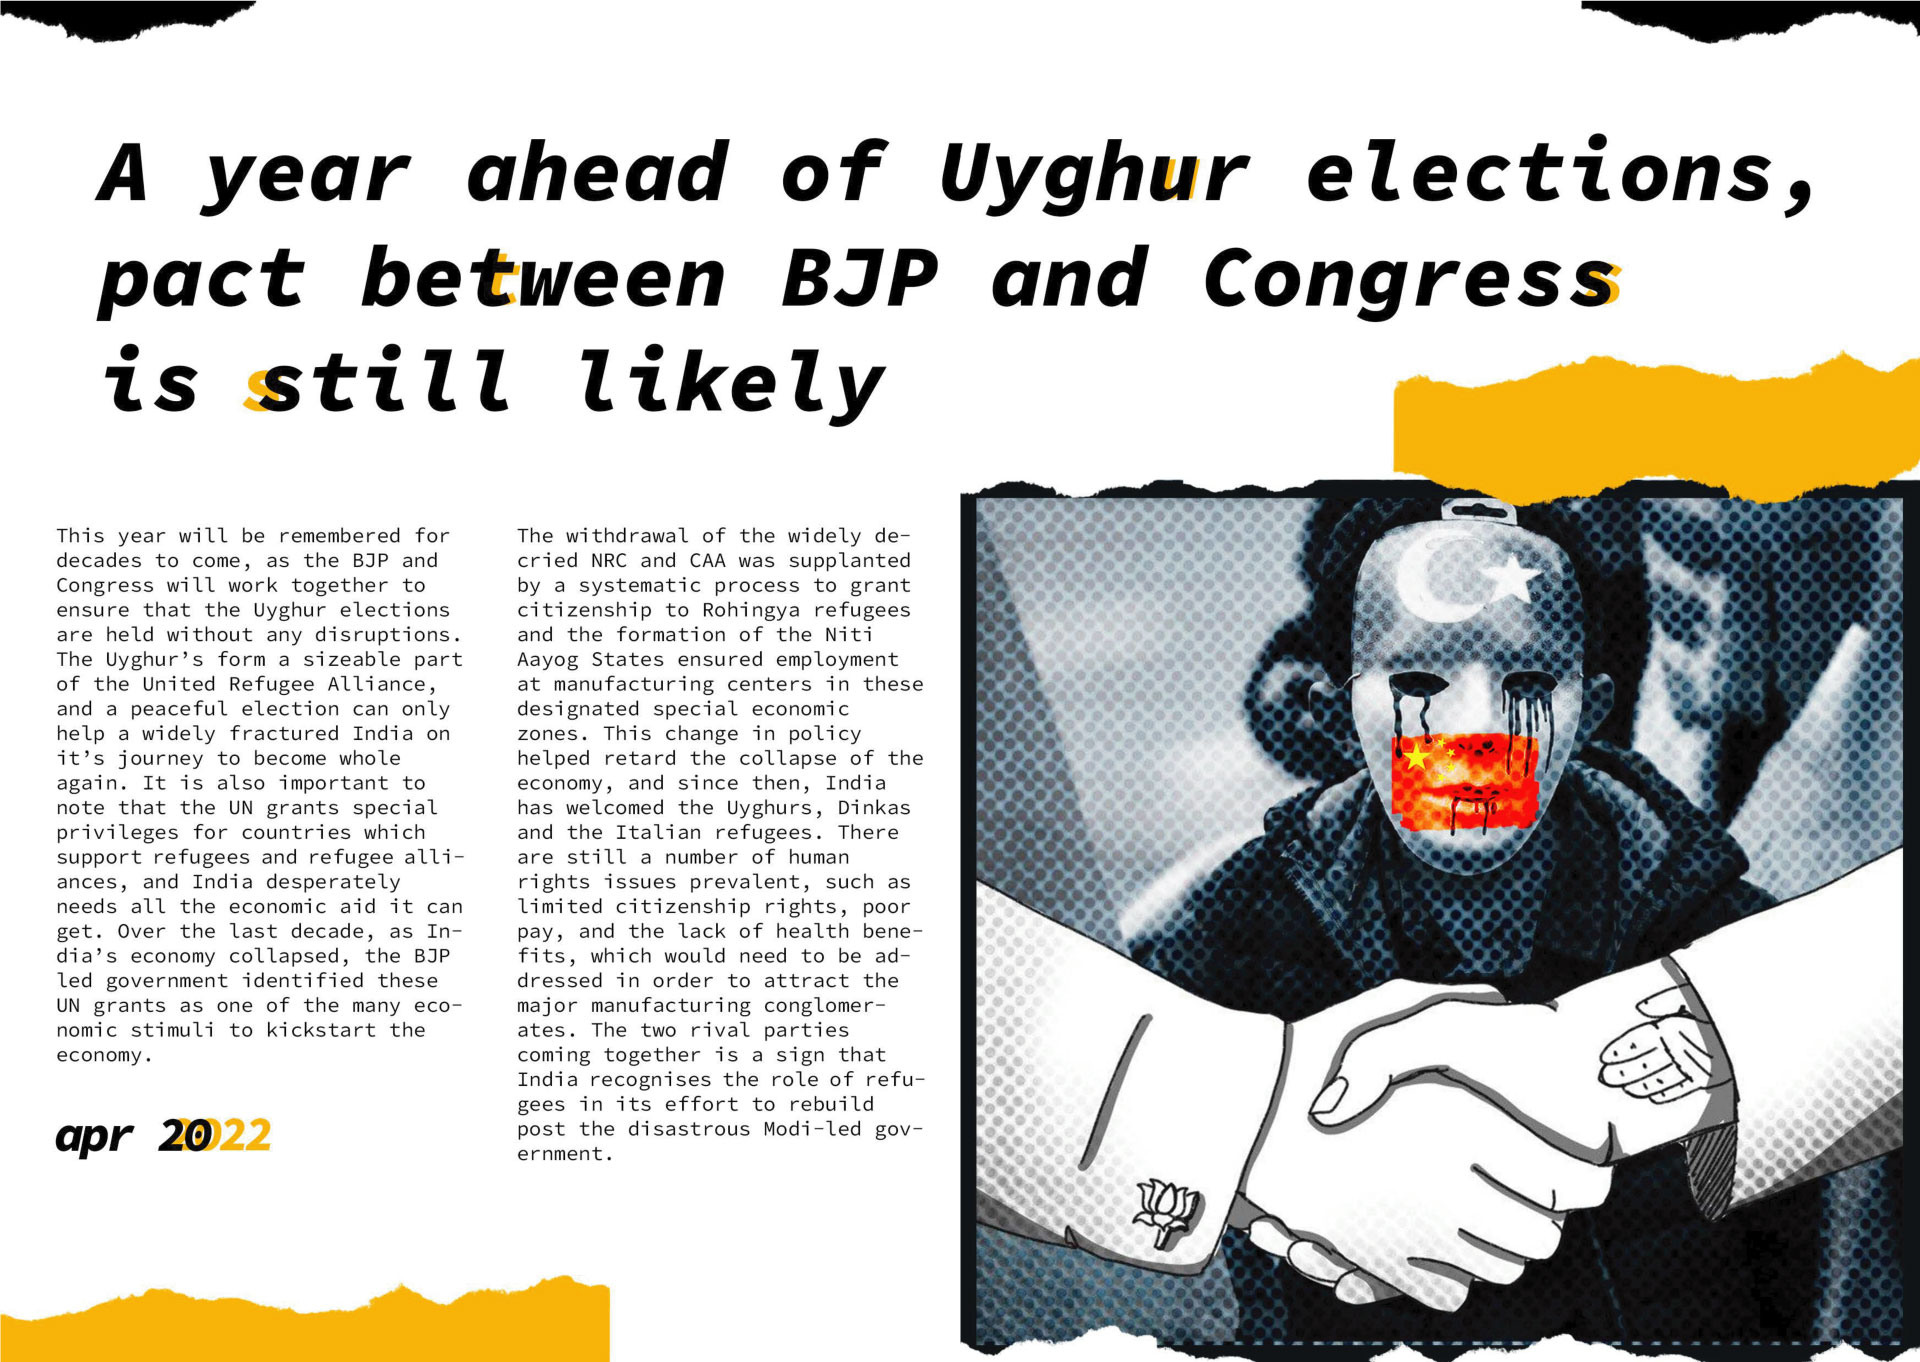 A year ahead of Uyghur elections,
pact between BJP and Congress
is still likely
This year will be remembered for
decades to come, as the BJP and
Congress will work together to
ensure that the Uyghur elections
are held without any disruptions.
The Uyghur’s form a sizeable part
of the United Refugee Alliance,
and a peaceful election can only
help a widely fractured India on
it’s journey to become whole
again. It is also important to
note that the UN grants special
privileges for countries which
support refugees and refugee alli-
ances, and India desperately
needs all the economic aid it can
get. Over the last decade, as In-
dia’s economy collapsed, the BJP
led government identified these
UN grants as one of the many eco-
nomic stimuli to kickstart the
economy.
apr 2022
The withdrawal of the widely de-
cried NRC and CAA was supplanted
by a systematic process to grant
citizenship to Rohingya refugees
and the formation of the Niti
Aayog States ensured employment
at manufacturing centers in these
designated special economic
zones. This change in policy
helped retard the collapse of the
economy, and since then, India
has welcomed the Uyghurs, Dinkas
and the Italian refugees. There
are still a number of human
rights issues prevalent, such as
limited citizenship rights, poor
pay, and the lack of health bene-
fits, which would need to be ad-
dressed in order to attract the
major manufacturing conglomer-
ates. The two rival parties
coming together is a sign that
India recognises the role of refu-
gees in its effort to rebuild
post the disastrous Modi-led gov-
ernment.